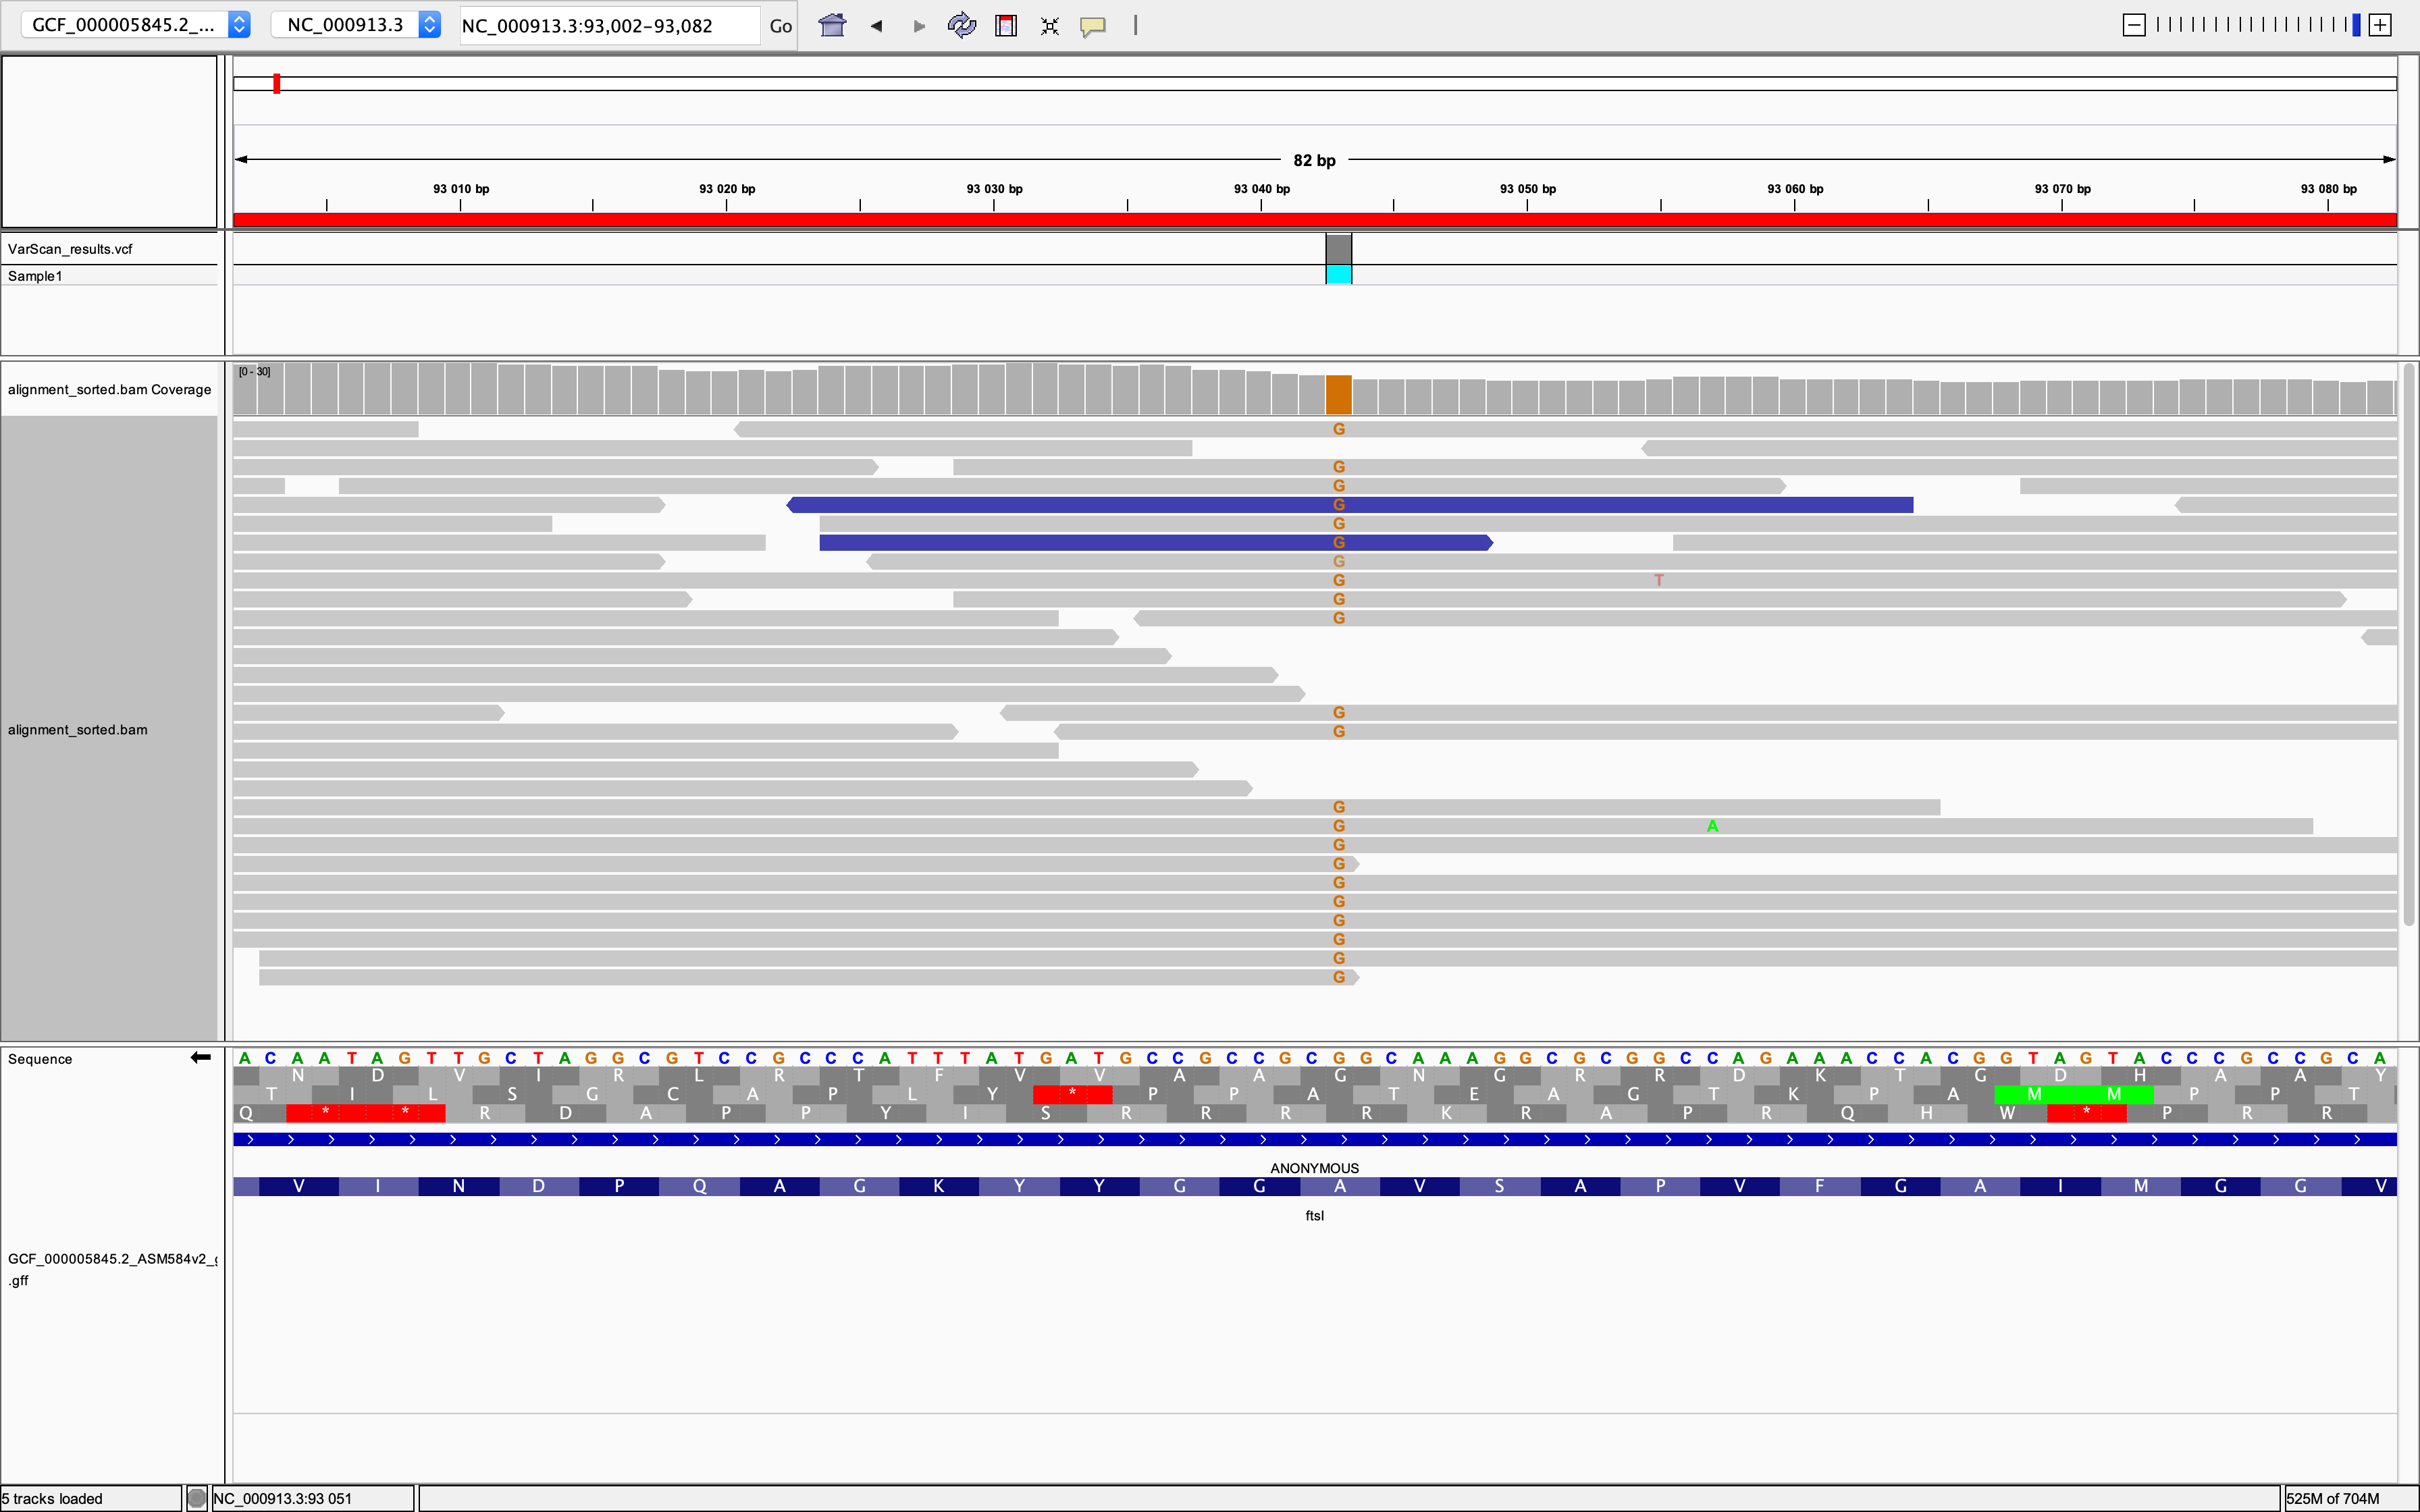 GCF_000005845.2_...
NC_000913.3
NC_000913.3:93,002-93,082
Go
82 bp
93 010 bp 93 020 bp 93 030 bp 93 040 bp 93 050 bp 93 060 bp 93 070 bp 93 080 bp
VarScan_results.vcf
Sample1
alignment_sorted.bam Coverage
[0 - 30]
alignment_sorted.bam
G
G
G
G
G
G
G
G T
G
G
G
G
G
G A
G
G
G
G
G
G
G
G
Sequence
A C A A T A G T T G C T A G G C G T C C G C C C A T T T A T G A T G C C G C C G C G G C A A A G G C G C G G C C A G A A A C C A C G G T A G T A C C C G C C G C A
N D V I R L R T F V V A A G N G R R D K T G D H A A Y
T I L S G C A P L Y * P P A T E A G T K P A M M P P T
Q * * R D A P P Y I S R R R R K R A P R Q H W * P R R
ANONYMOUS
V I N D P Q A G K Y Y G G A V S A P V F G A I M G G V
ftsI
GCF_000005845.2_ASM584v2_
.gff
5 tracks loaded
NC_000913.3:93 051
525M of 704M